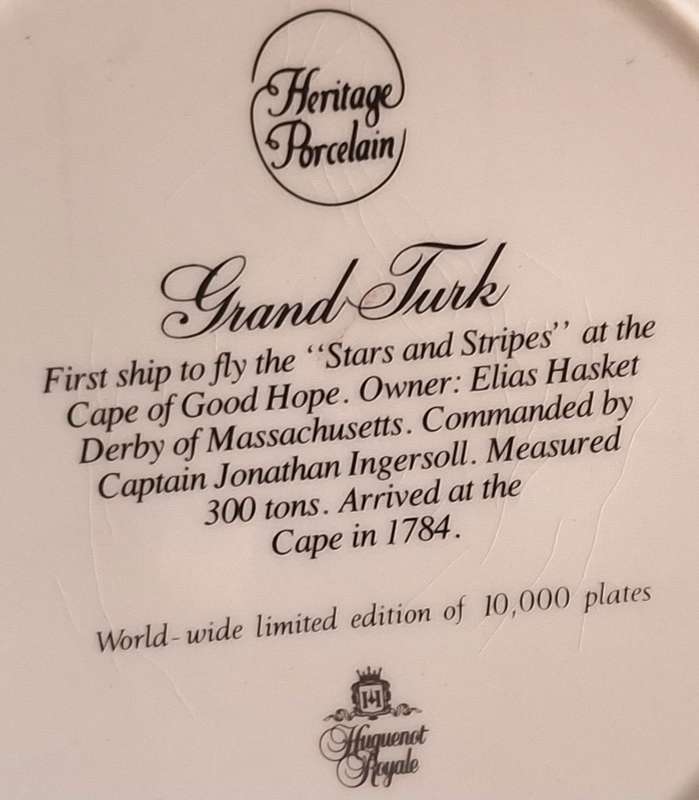 Heritage
Porcelain
Grand Turk
First ship to fly the “Stars and Stripes” at the
Cape of Good Hope. Owner: Elias Hasket
Derby of Massachusetts. Commanded by
Captain Jonathan Ingersoll. Measured
300 tons. Arrived at the
Cape in 1784.
World-wide limited edition of 10,000 plates
H
Huguenot
Royale